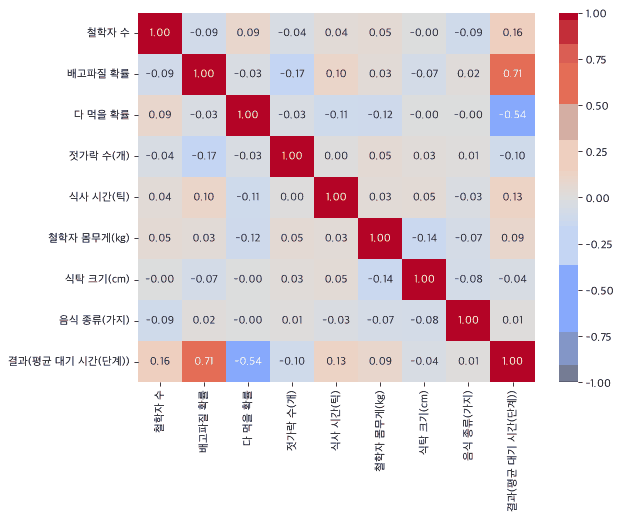 철학자 수 1.00 -0.09 0.09 -0.04 0.04 0.05 -0.00 -0.09 0.16
배고파질 확률 -0.09 1.00 -0.03 -0.17 0.10 0.03 -0.07 0.02 0.71
다 먹을 확률 0.09 -0.03 1.00 -0.03 -0.11 -0.12 -0.00 -0.00 -0.54
젓가락 수(개) -0.04 -0.17 -0.03 1.00 0.00 0.05 0.03 0.01 -0.10
식사 시간(틱) 0.04 0.10 -0.11 0.00 1.00 0.03 0.05 -0.03 0.13
철학자 몸무게(kg) 0.05 0.03 -0.12 0.05 0.03 1.00 -0.14 -0.07 0.09
식탁 크기(cm) -0.00 -0.07 -0.00 0.03 0.05 -0.14 1.00 -0.08 -0.04
음식 종류(가지) -0.09 0.02 -0.00 0.01 -0.03 -0.07 -0.08 1.00 0.01
결과(평균 대기 시간(단계)) 0.16 0.71 -0.54 -0.10 0.13 0.09 -0.04 0.01 1.00
철학자 수
배고파질 확률
다 먹을 확률
젓가락 수(개)
식사 시간(틱)
철학자 몸무게(kg)
식탁 크기(cm)
음식 종류(가지)
결과(평균 대기 시간(단계))
1.00
0.75
0.50
0.25
0.00
-0.25
-0.50
-0.75
-1.00